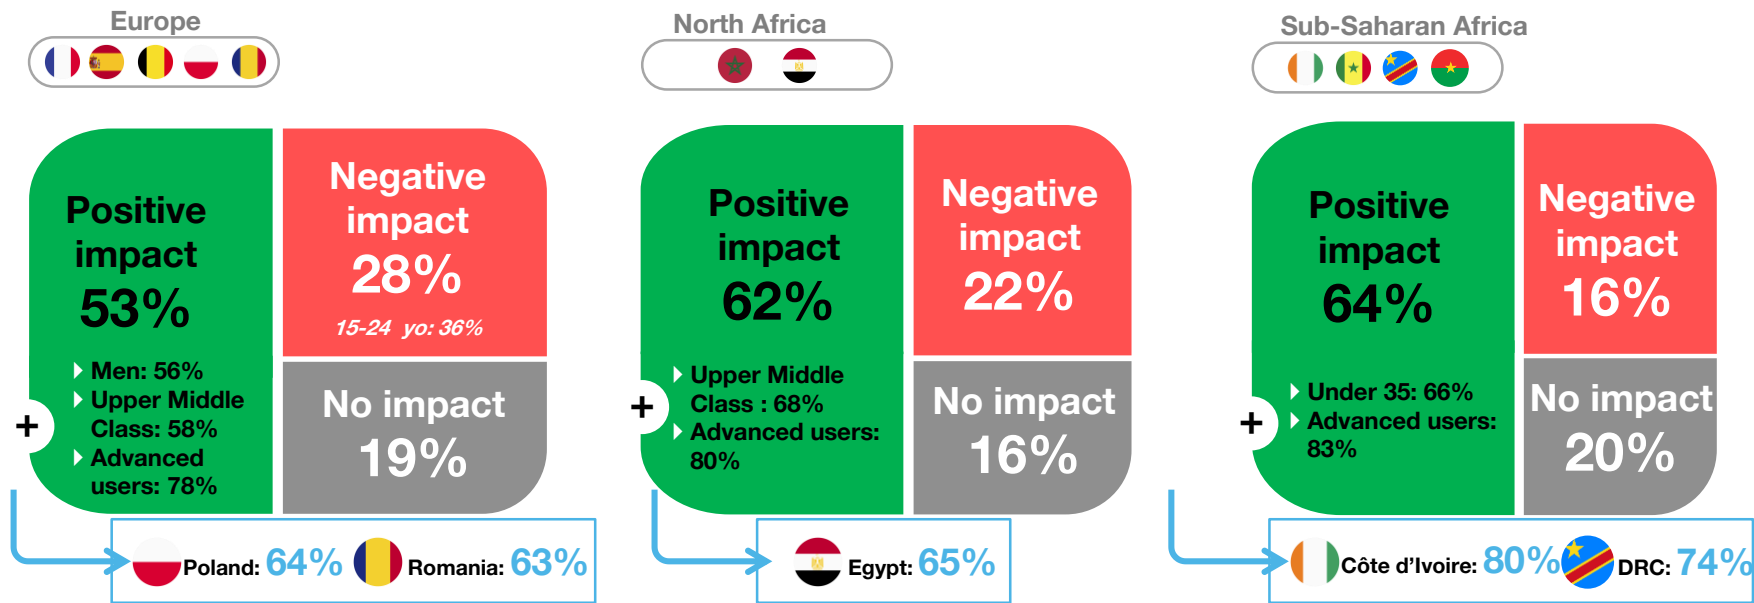 Europe
Positive
impact
53%
Men: 56%
Upper Middle
Class: 58%
Advanced
users: 78%
+
Negative
impact
28%
15-24 yo: 36%
No impact
19%
Poland: 64%
Romania: 63%
North Africa
Positive
impact
62%
Upper Middle
Class : 68%
Advanced users:
80%
+
Negative
impact
22%
No impact
16%
Egypt: 65%
Sub-Saharan Africa
Positive
impact
64%
Under 35: 66%
Advanced users:
83%
+
Negative
impact
16%
No impact
20%
Côte d’Ivoire: 80%
DRC: 74%